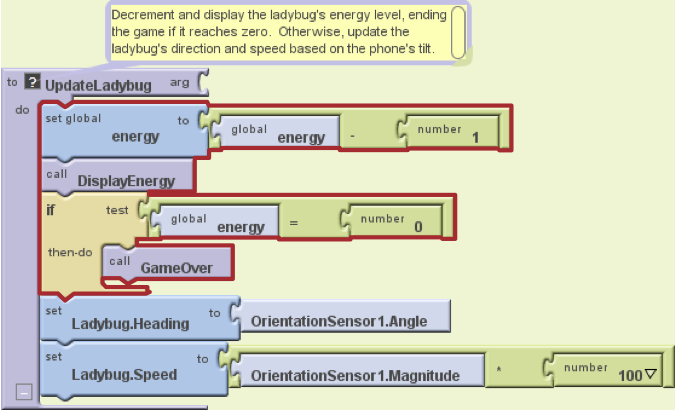 Decrement and display the ladybug's energy level, ending
the game if it reaches zero.  Otherwise, update the
ladybug's direction and speed based on the phone's tilt.
to ? UpdateLadybug arg
do
set global energy to global energy - number 1
call DisplayEnergy
if test global energy = number 0
then-do call GameOver
set Ladybug.Heading to OrientationSensor1.Angle
set Ladybug.Speed to OrientationSensor1.Magnitude * number 100